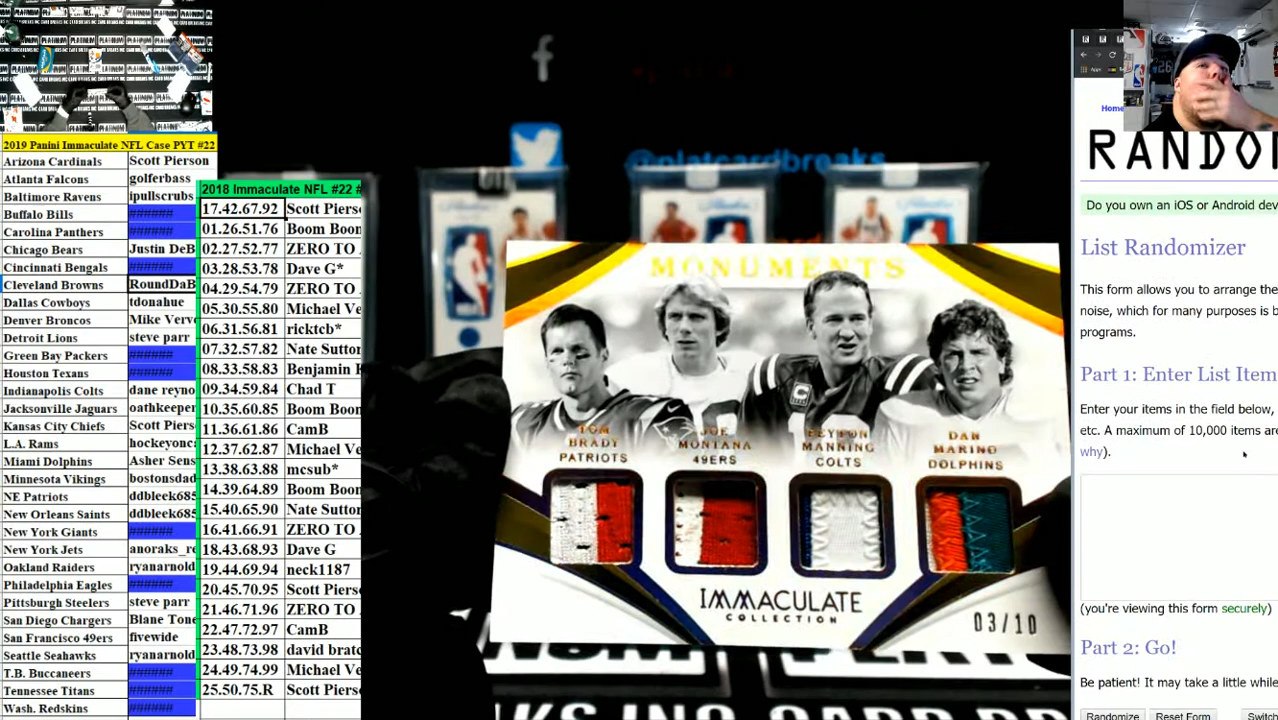 2019 Panini Immaculate NFL Case PYT #22
Arizona Cardinals Scott Pierson
Atlanta Falcons golferbass
Baltimore Ravens ipullscrubs
Buffalo Bills ######
Carolina Panthers ######
Chicago Bears Justin DeB
Cincinnati Bengals ######
Cleveland Browns RoundDaB
Dallas Cowboys tdonahue
Denver Broncos Mike Verv
Detroit Lions steve parr
Green Bay Packers ######
Houston Texans ######
Indianapolis Colts dane reyno
Jacksonville Jaguars oathkeeper
Kansas City Chiefs Scott Piers
L.A. Rams hockeyonc
Miami Dolphins Asher Sens
Minnesota Vikings bostonsdad
NE Patriots ddbleek685
New Orleans Saints ddbleek685
New York Giants ######
New York Jets anoraks_re
Oakland Raiders ryanarnold
Philadelphia Eagles ######
Pittsburgh Steelers steve parr
San Diego Chargers Blane Tone
San Francisco 49ers fivewide
Seattle Seahawks ryanarnold
T.B. Buccaneers ######
Tennessee Titans ######
Wash. Redskins ######
2018 Immaculate NFL #22 #
17.42.67.92 Scott Piers
01.26.51.76 Boom Boon
02.27.52.77 ZERO TO
03.28.53.78 Dave G*
04.29.54.79 ZERO TO
05.30.55.80 Michael Ve
06.31.56.81 ricktcb*
07.32.57.82 Nate Sutton
08.33.58.83 Benjamin K
09.34.59.84 Chad T
10.35.60.85 Boom Boon
11.36.61.86 CamB
12.37.62.87 Michael Ve
13.38.63.88 mcsub*
14.39.64.89 Boom Boon
15.40.65.90 Nate Sutton
16.41.66.91 ZERO TO
18.43.68.93 Dave G
19.44.69.94 neck1187
20.45.70.95 Scott Piers
21.46.71.96 ZERO TO
22.47.72.97 CamB
23.48.73.98 david bratc
24.49.74.99 Michael Ve
25.50.75.R Scott Piers
@platcardbreaks
MONUMENTS
TOM BRADY PATRIOTS
JOE MONTANA 49ERS
PEYTON MANNING COLTS
DAN MARINO DOLPHINS
IMMACULATE
COLLECTION
03/10
Apps
Home
RANDO
Do you own an iOS or Android dev
List Randomizer
This form allows you to arrange the
noise, which for many purposes is b
programs.
Part 1: Enter List Item
Enter your items in the field below,
etc. A maximum of 10,000 items are
why).
(you're viewing this form securely)
Part 2: Go!
Be patient! It may take a little while
Randomize Reset Form Switch